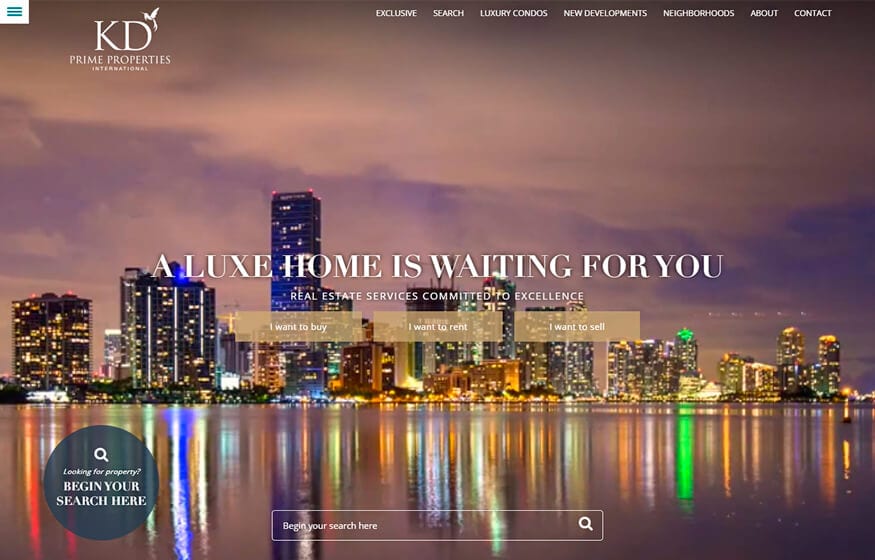 EXCLUSIVE SEARCH LUXURY CONDOS NEW DEVELOPMENTS NEIGHBORHOODS ABOUT CONTACT
KD
PRIME PROPERTIES
INTERNATIONAL
A LUXE HOME IS WAITING FOR YOU
REAL ESTATE SERVICES COMMITTED TO EXCELLENCE
I want to buy I want to rent I want to sell
Looking for property?
BEGIN YOUR
SEARCH HERE
Begin your search here